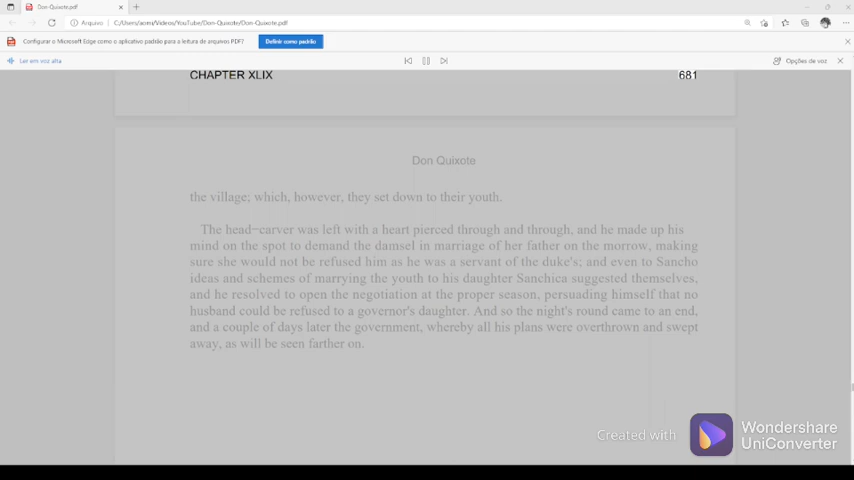 Don-Quixote.pdf
Arquivo
C:/Users/acms/Videos/YouTube/Don-Quixote/Don-Quixote.pdf
Configurar o Microsoft Edge como o aplicativo padrão para a leitura de arquivos PDF?
Definir como padrão
Ler em voz alta
Opções de voz
CHAPTER XLIX
681
Don Quixote
the village; which, however, they set down to their youth.
The head−carver was left with a heart pierced through and through, and he made up his
mind on the spot to demand the damsel in marriage of her father on the morrow, making
sure she would not be refused him as he was a servant of the duke's; and even to Sancho
ideas and schemes of marrying the youth to his daughter Sanchica suggested themselves,
and he resolved to open the negotiation at the proper season, persuading himself that no
husband could be refused to a governor's daughter. And so the night's round came to an end,
and a couple of days later the government, whereby all his plans were overthrown and swept
away, as will be seen farther on.
Created with
Wondershare
UniConverter